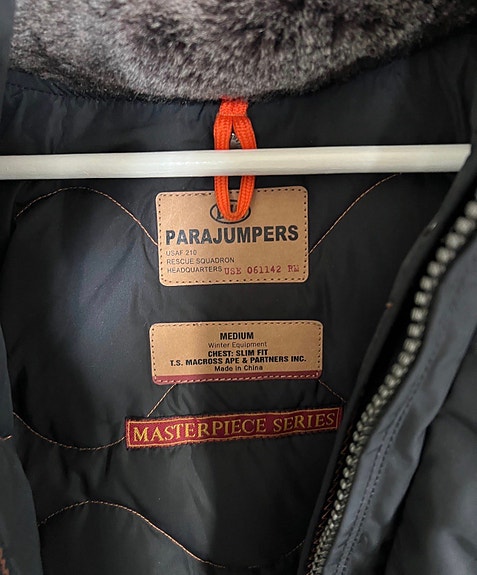 PARAJUMPERS
USAF 210
RESCUE SQUADRON
HEADQUARTERS USE 061142 RM
MEDIUM
Winter Equipment
CHEST: SLIM FIT
T.S. MACROSS APE & PARTNERS INC.
Made in China
MASTERPIECE SERIES